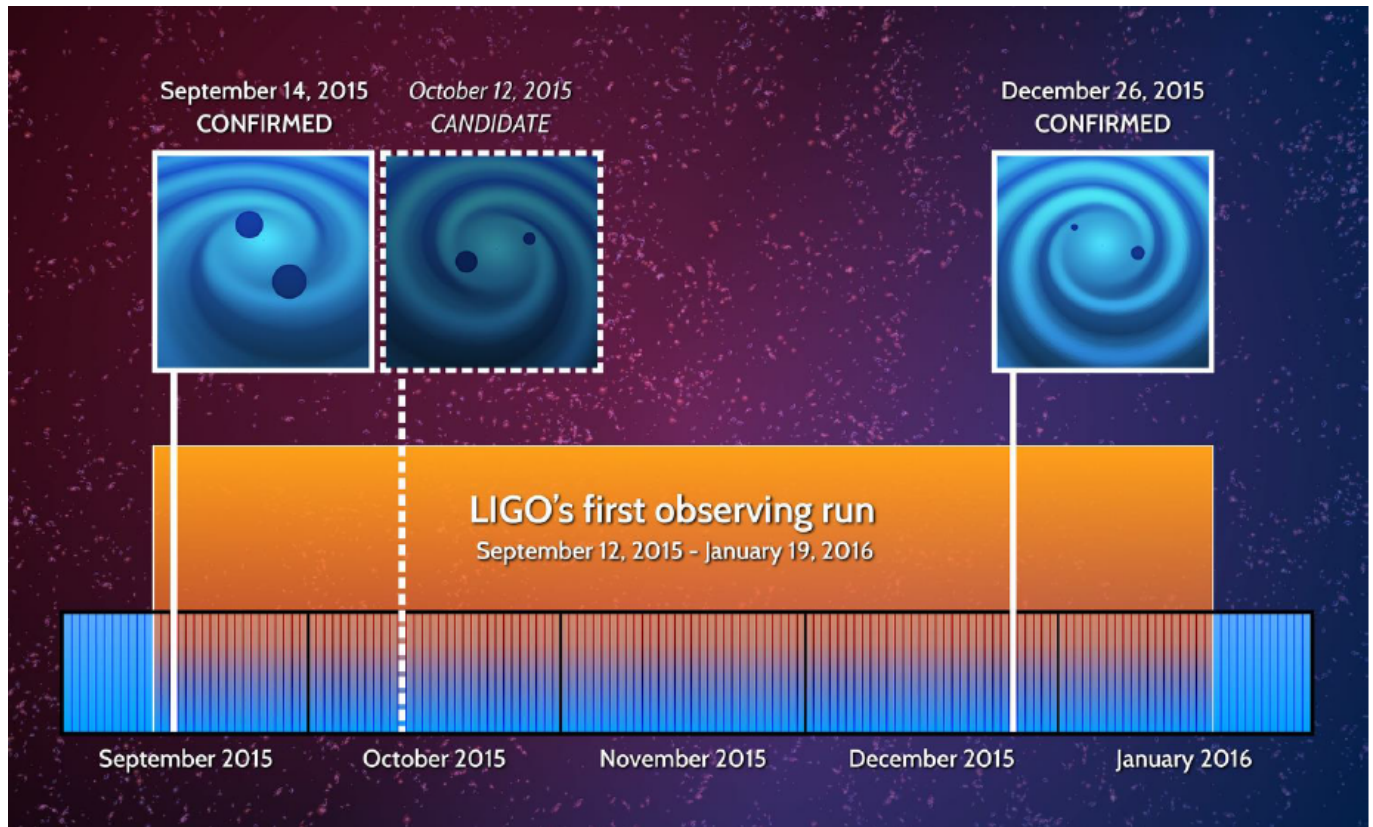 September 14, 2015
CONFIRMED
October 12, 2015
CANDIDATE
December 26, 2015
CONFIRMED
LIGO's first observing run
September 12, 2015 - January 19, 2016
September 2015
October 2015
November 2015
December 2015
January 2016